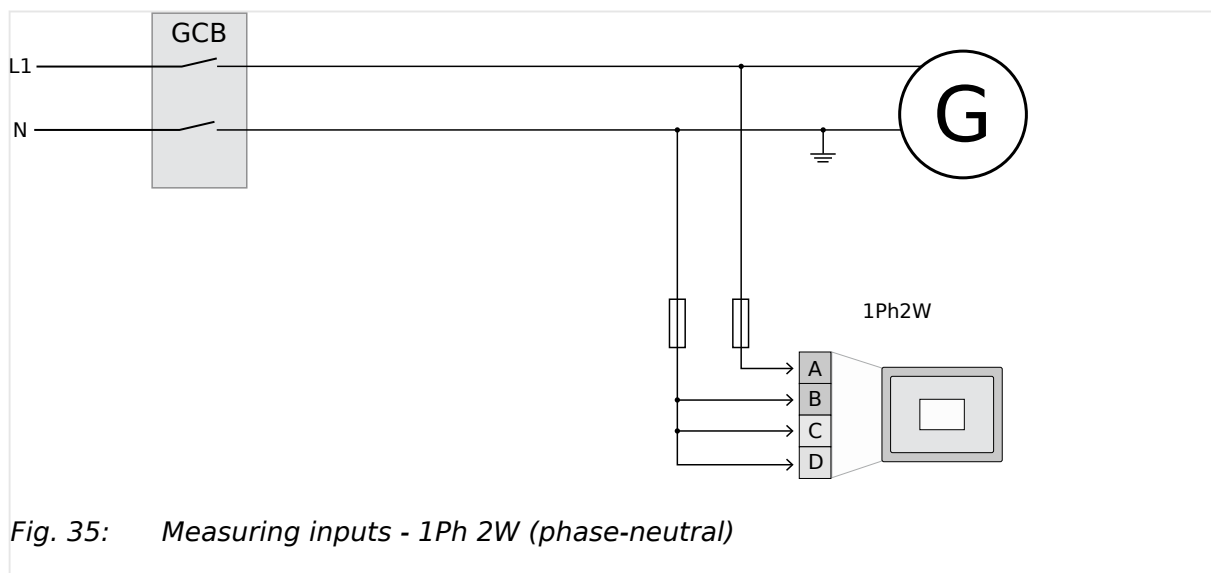 GCB
L1
G
N
1Ph2W
A
B
C
D
Fig. 35: Measuring inputs - 1Ph 2W (phase-neutral)